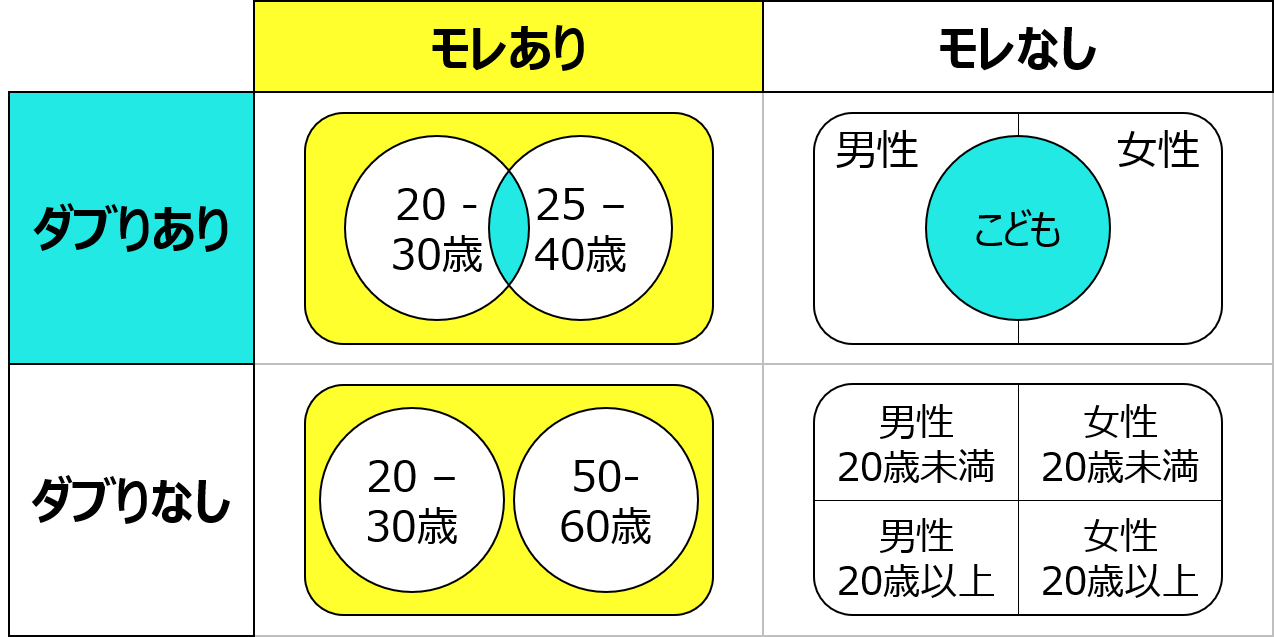 モレあり
モレなし
ダブりあり
20 -
30歳
25 –
40歳
男性
女性
こども
ダブりなし
20 –
30歳
50-
60歳
男性
20歳未満
女性
20歳未満
男性
20歳以上
女性
20歳以上